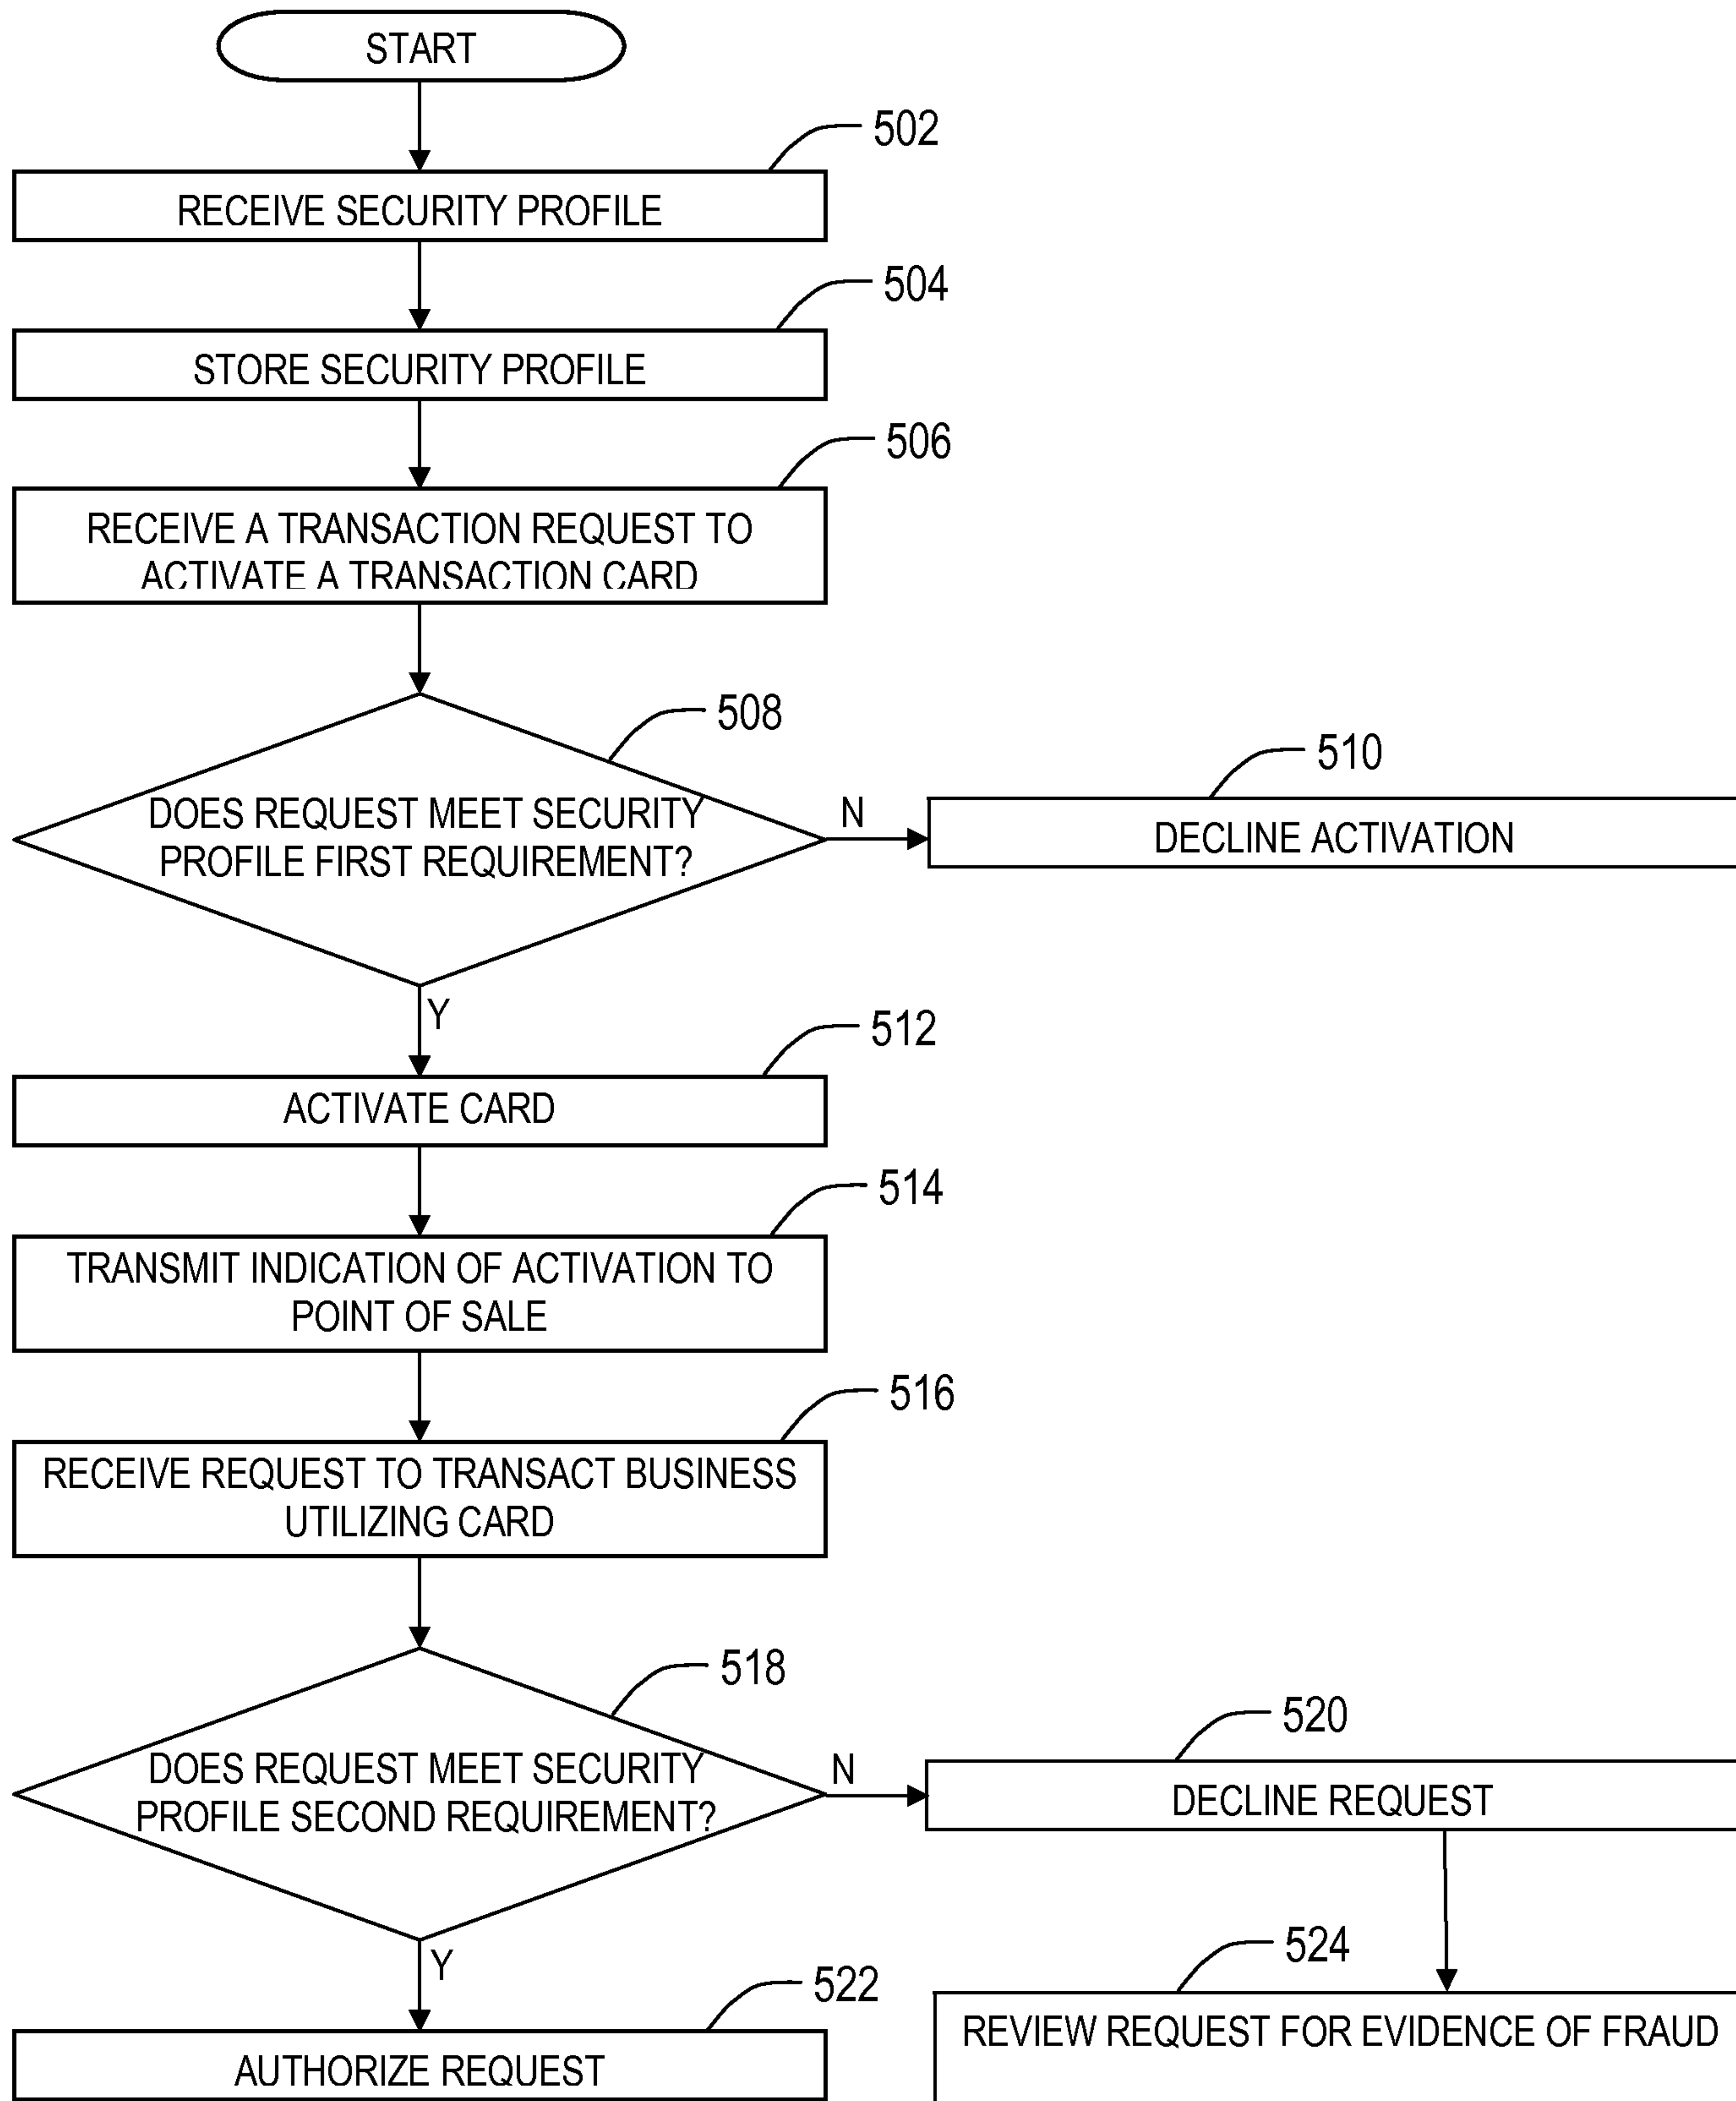 START
502
RECEIVE SECURITY PROFILE
504
STORE SECURITY PROFILE
506
RECEIVE A TRANSACTION REQUEST TO
ACTIVATE A TRANSACTION CARD
508
DOES REQUEST MEET SECURITY
PROFILE FIRST REQUIREMENT?
N
510
DECLINE ACTIVATION
Y
512
ACTIVATE CARD
514
TRANSMIT INDICATION OF ACTIVATION TO
POINT OF SALE
516
RECEIVE REQUEST TO TRANSACT BUSINESS
UTILIZING CARD
518
DOES REQUEST MEET SECURITY
PROFILE SECOND REQUIREMENT?
N
520
DECLINE REQUEST
524
REVIEW REQUEST FOR EVIDENCE OF FRAUD
Y
522
AUTHORIZE REQUEST